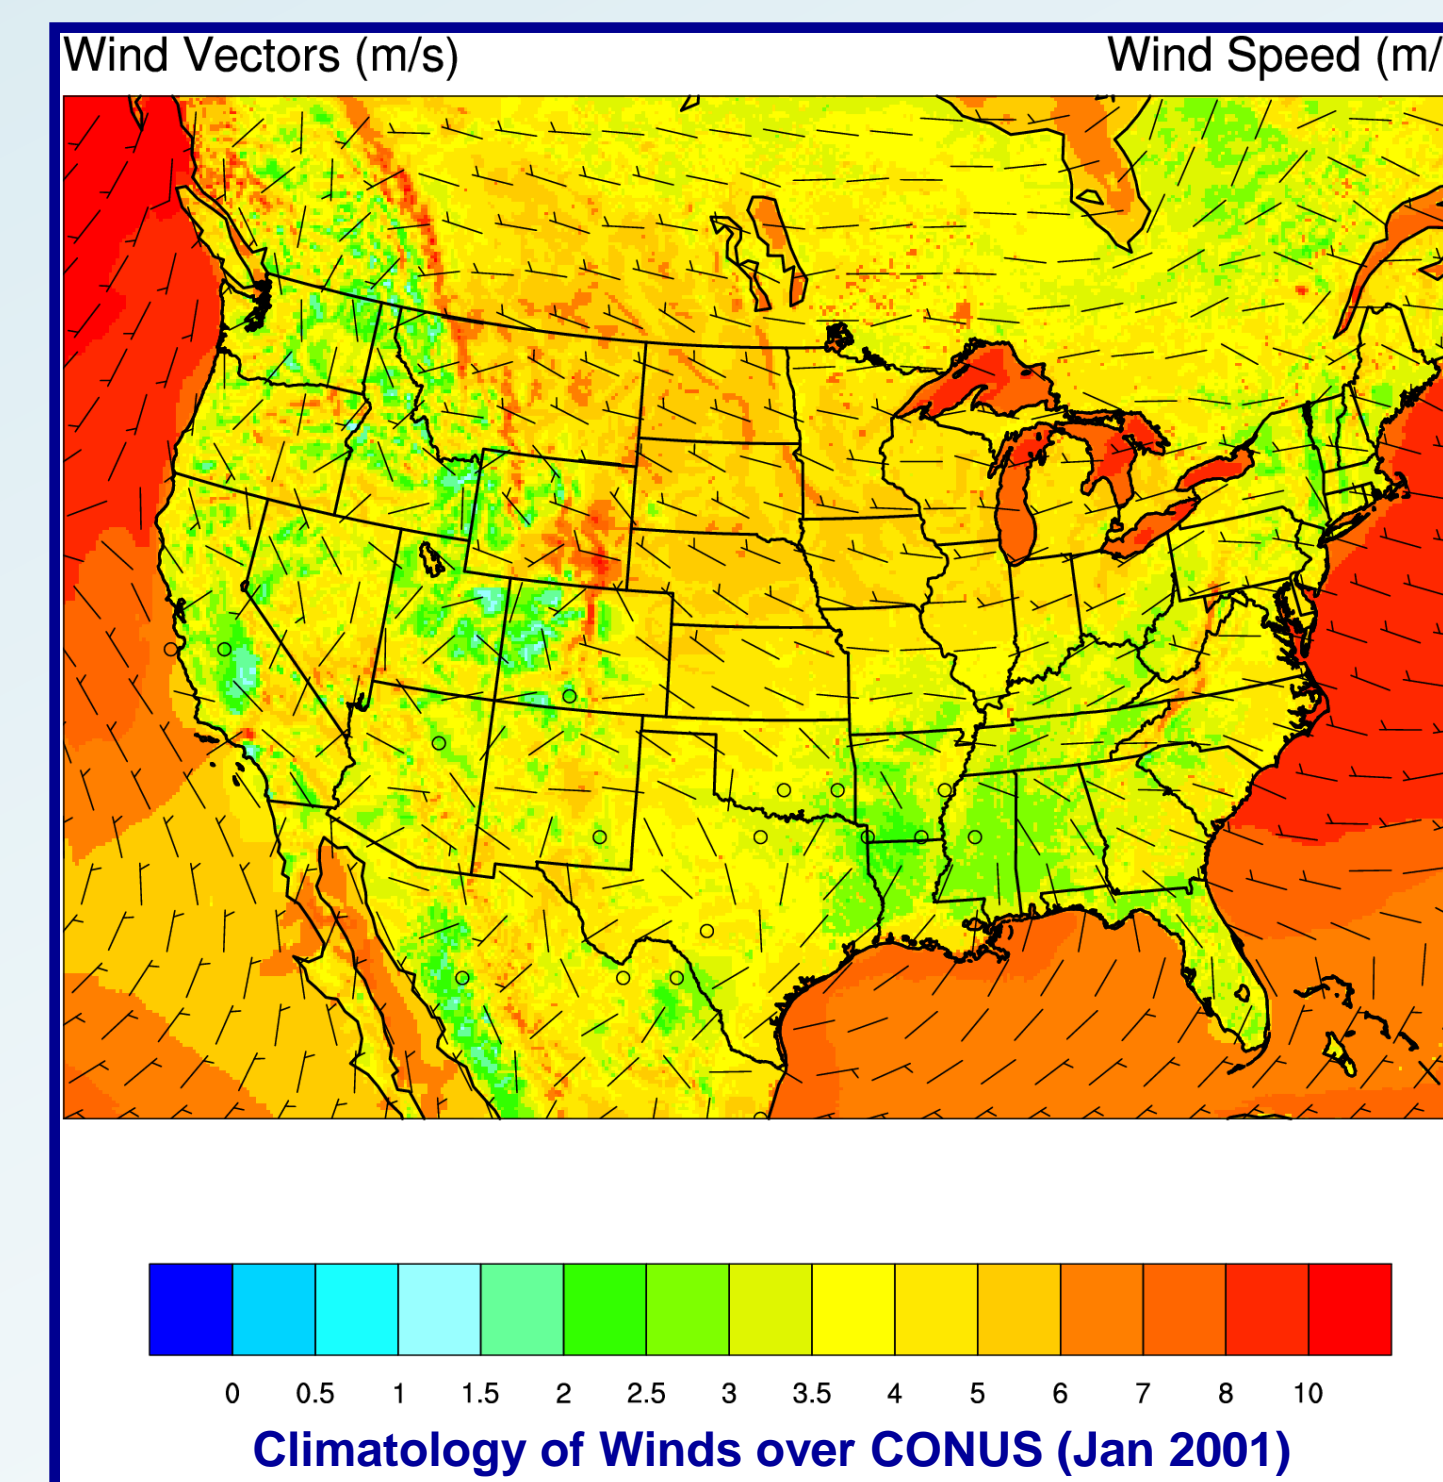 Wind Vectors (m/s) Wind Speed (m/
0 0.5 1 1.5 2 2.5 3 3.5 4 5 6 7 8 10
Climatology of Winds over CONUS (Jan 2001)